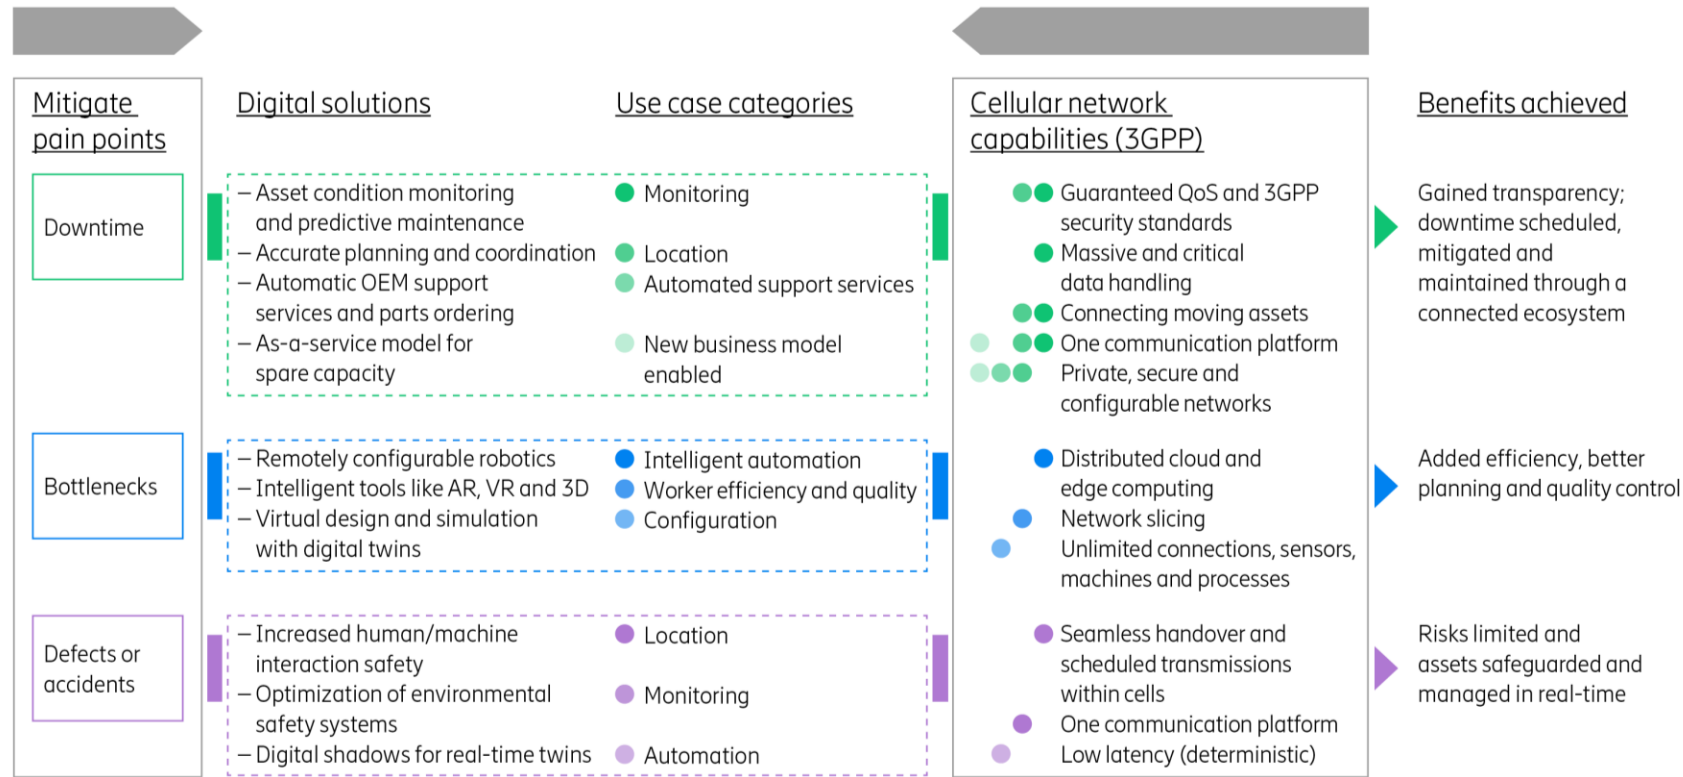 Mitigate
pain points
Digital solutions
Use case categories
Cellular network
capabilities (3GPP)
Benefits achieved
Downtime
– Asset condition monitoring
and predictive maintenance
– Accurate planning and coordination
– Automatic OEM support
services and parts ordering
– As-a-service model for
spare capacity
Monitoring
Location
Automated support services
New business model
enabled
Guaranteed QoS and 3GPP
security standards
Massive and critical
data handling
Connecting moving assets
One communication platform
Private, secure and
configurable networks
Gained transparency;
downtime scheduled,
mitigated and
maintained through a
connected ecosystem
Bottlenecks
– Remotely configurable robotics
– Intelligent tools like AR, VR and 3D
– Virtual design and simulation
with digital twins
Intelligent automation
Worker efficiency and quality
Configuration
Distributed cloud and
edge computing
Network slicing
Unlimited connections, sensors,
machines and processes
Added efficiency, better
planning and quality control
Defects or
accidents
– Increased human/machine
interaction safety
– Optimization of environmental
safety systems
– Digital shadows for real-time twins
Location
Monitoring
Automation
Seamless handover and
scheduled transmissions
within cells
One communication platform
Low latency (deterministic)
Risks limited and
assets safeguarded and
managed in real-time